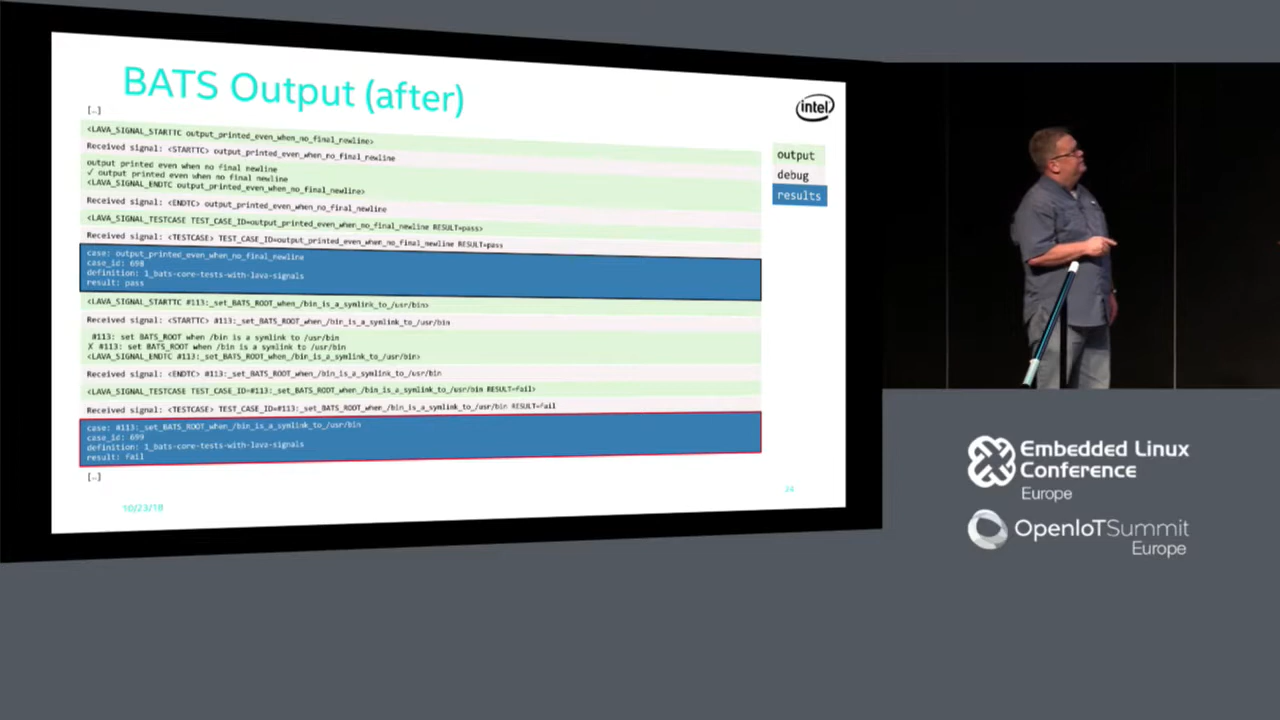 BATS Output (after)
[…]
<LAVA_SIGNAL_STARTTC output_printed_even_when_no_final_newline>
Received signal: <STARTTC> output_printed_even_when_no_final_newline
output printed even when no final newline
✓ output printed even when no final newline
<LAVA_SIGNAL_ENDTC output_printed_even_when_no_final_newline>
Received signal: <ENDTC> output_printed_even_when_no_final_newline
<LAVA_SIGNAL_TESTCASE TEST_CASE_ID=output_printed_even_when_no_final_newline RESULT=pass>
Received signal: <TESTCASE> TEST_CASE_ID=output_printed_even_when_no_final_newline RESULT=pass
case: output_printed_even_when_no_final_newline
case_id: 698
definition: 1_bats-core-tests-with-lava-signals
result: pass
<LAVA_SIGNAL_STARTTC #113:_set_BATS_ROOT_when_/bin_is_a_symlink_to_/usr/bin>
Received signal: <STARTTC> #113:_set_BATS_ROOT_when_/bin_is_a_symlink_to_/usr/bin
#113: set BATS_ROOT when /bin is a symlink to /usr/bin
X #113: set BATS_ROOT when /bin is a symlink to /usr/bin
<LAVA_SIGNAL_ENDTC #113:_set_BATS_ROOT_when_/bin_is_a_symlink_to_/usr/bin>
Received signal: <ENDTC> #113:_set_BATS_ROOT_when_/bin_is_a_symlink_to_/usr/bin
<LAVA_SIGNAL_TESTCASE TEST_CASE_ID=#113:_set_BATS_ROOT_when_/bin_is_a_symlink_to_/usr/bin RESULT=fail>
Received signal: <TESTCASE> TEST_CASE_ID=#113:_set_BATS_ROOT_when_/bin_is_a_symlink_to_/usr/bin RESULT=fail
case: #113:_set_BATS_ROOT_when_/bin_is_a_symlink_to_/usr/bin
case_id: 699
definition: 1_bats-core-tests-with-lava-signals
result: fail
[…]
10/23/18
24
intel
output
debug
results
Embedded Linux
Conference
Europe
OpenIoTSummit
Europe